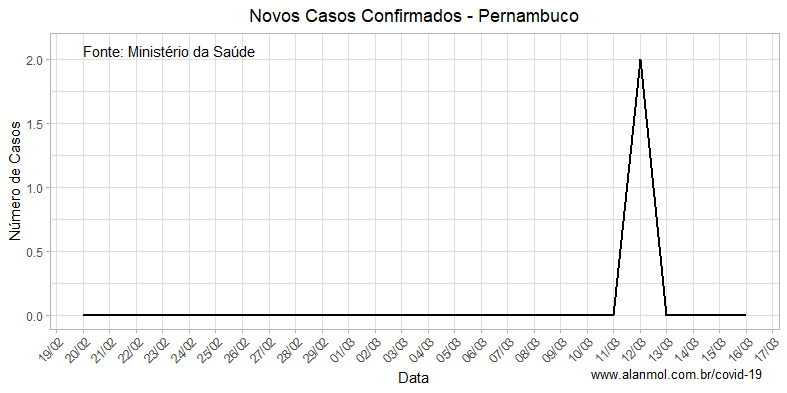 Novos Casos Confirmados - Pernambuco
Fonte: Ministério da Saúde
Número de Casos
2.0
1.5
1.0
0.5
0.0
19/02 20/02 21/02 22/02 23/02 24/02 25/02 26/02 27/02 28/02 29/02 01/03 02/03 03/03 04/03 05/03 06/03 07/03 08/03 09/03 10/03 11/03 12/03 13/03 14/03 15/03 16/03 17/03
Data
www.alanmol.com.br/covid-19